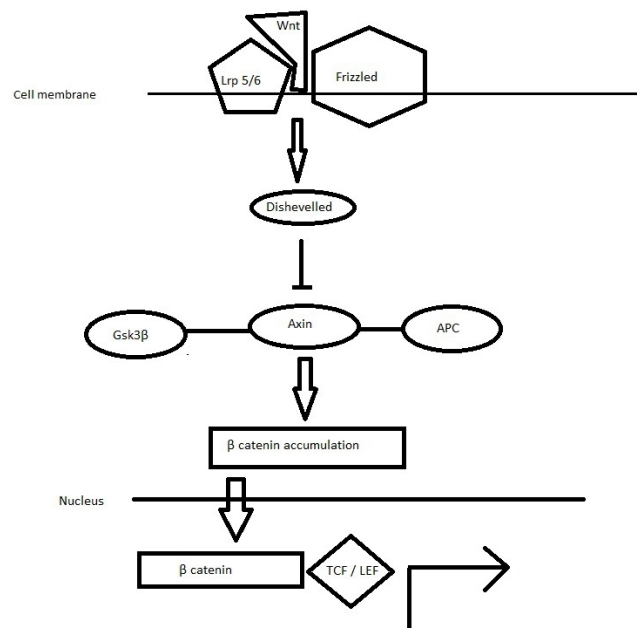 Wnt
Lrp 5/6
Frizzled
Cell membrane
Dishevelled
Gsk3β
Axin
APC
β catenin accumulation
Nucleus
β catenin
TCF / LEF